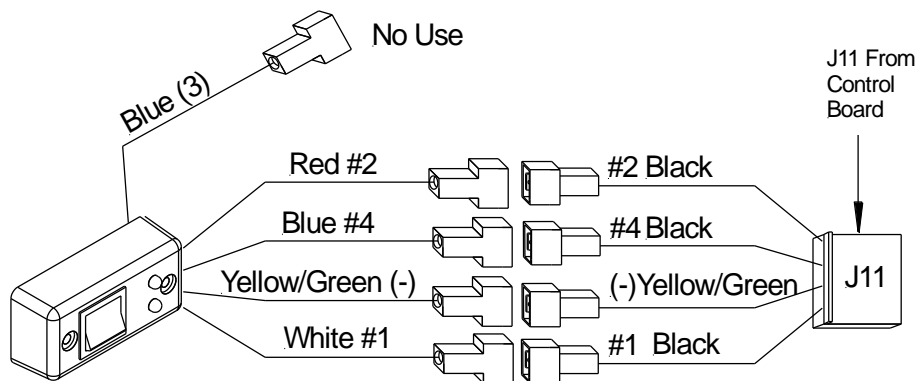 No Use
J11 From
Control
Board
Blue (3)
Red #2
#2 Black
Blue #4
#4 Black
Yellow/Green (-)
(-)Yellow/Green
J11
White #1
#1 Black